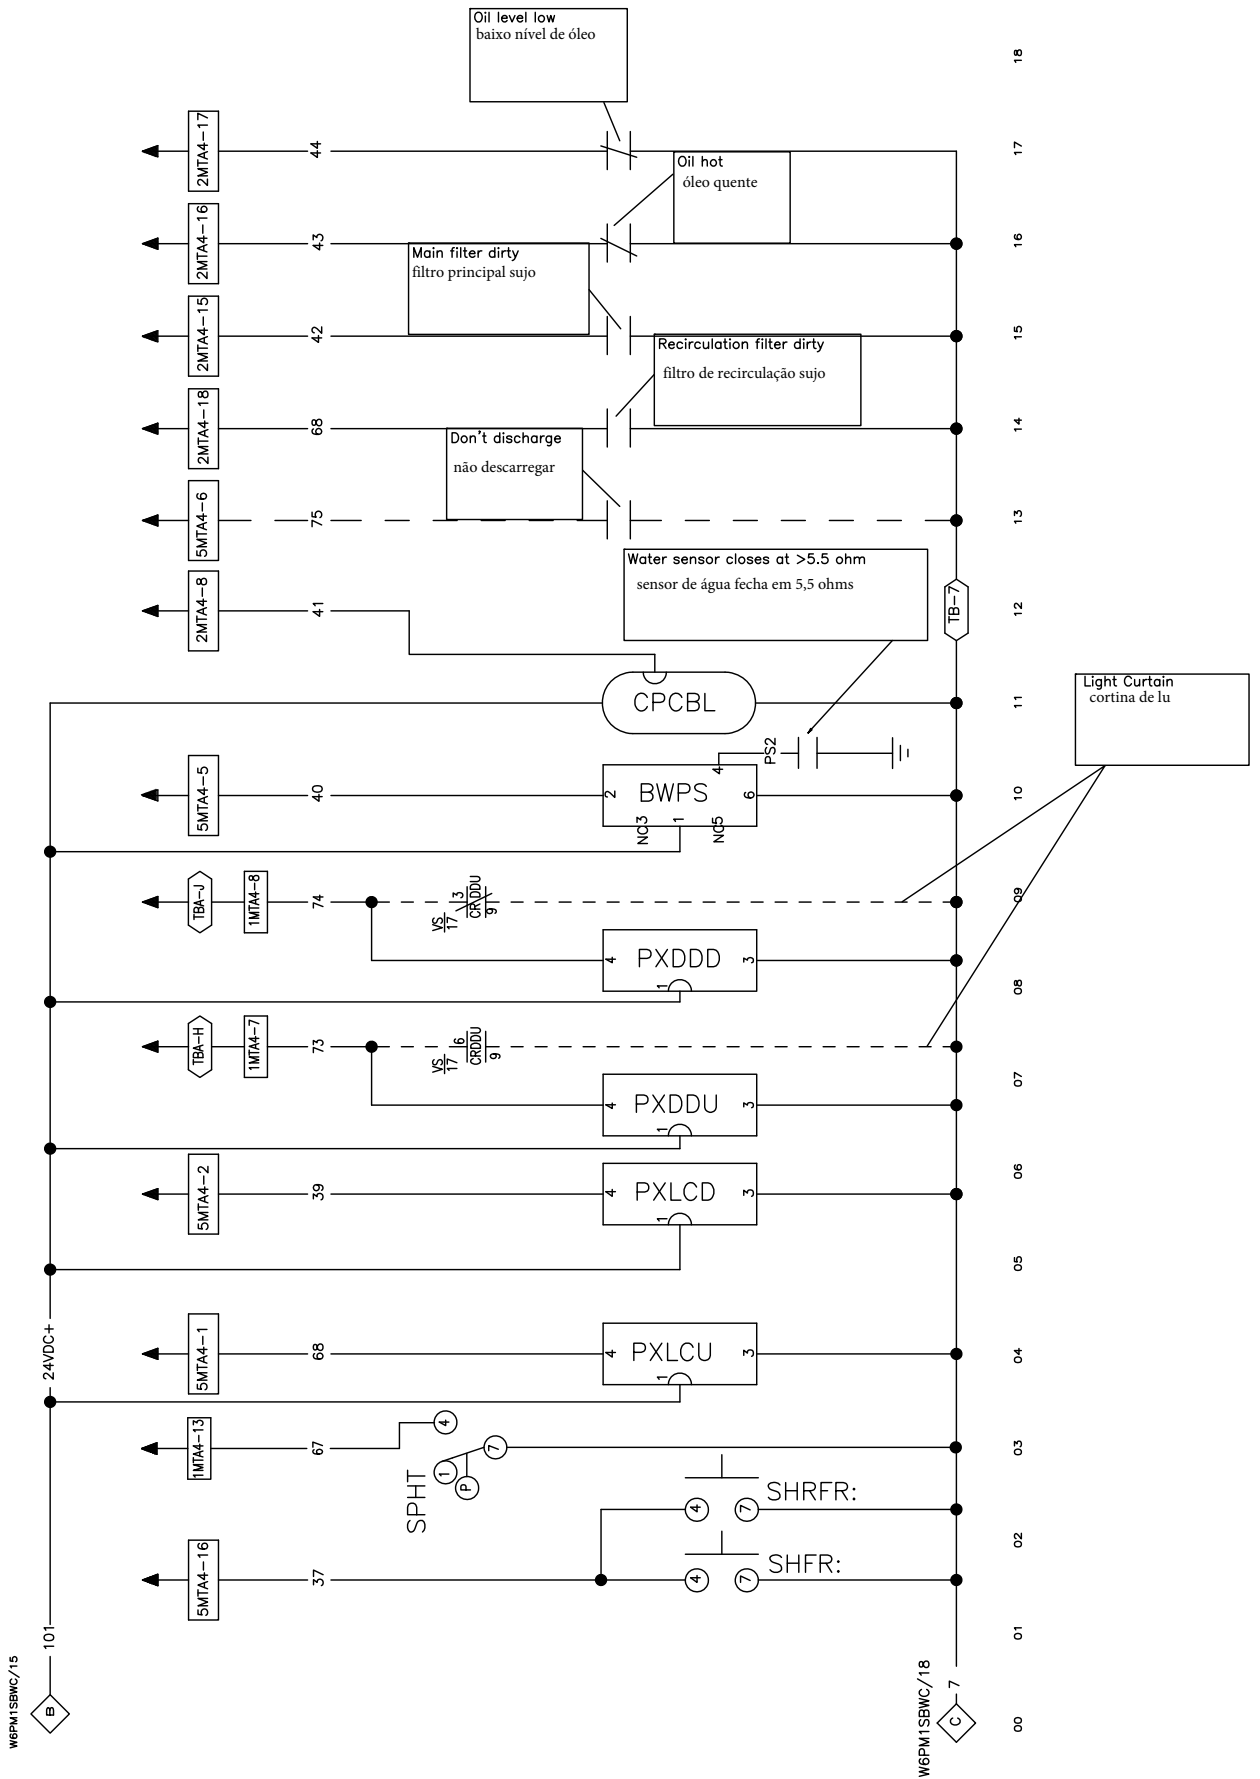 Oil level low
baixo nível de óleo
18
2MTA4-17
44
17
Oil hot
óleo quente
2MTA4-16
43
16
Main filter dirty
filtro principal sujo
2MTA4-15
42
15
Recirculation filter dirty
filtro de recirculação sujo
2MTA4-18
68
14
Don't discharge
não descarregar
5MTA4-6
75
13
Water sensor closes at >5.5 ohm
sensor de água fecha em 5,5 ohms
2MTA4-8
41
TB-7
12
Light Curtain
cortina de lu
CPCBL
11
PS2
4
5MTA4-5
40
2
BWPS
6
10
NC3
1
NC5
TBA-J
1MTA4-8
74
VS
17
3
CRDDU
9
09
4
PXDDD
3
1
08
TBA-H
1MTA4-7
73
VS
17
6
CRDDU
9
07
4
PXDDU
3
1
06
5MTA4-2
39
4
PXLCD
3
1
05
24VDC+
5MTA4-1
68
4
PXLCU
3
1
04
1MTA4-13
67
4
7
1
P
SPHT
03
4
7
SHRFR:
02
5MTA4-16
37
4
7
SHFR:
01
101
W6PM1SBWC/15
B
W6PM1SBWC/18
C
7
00